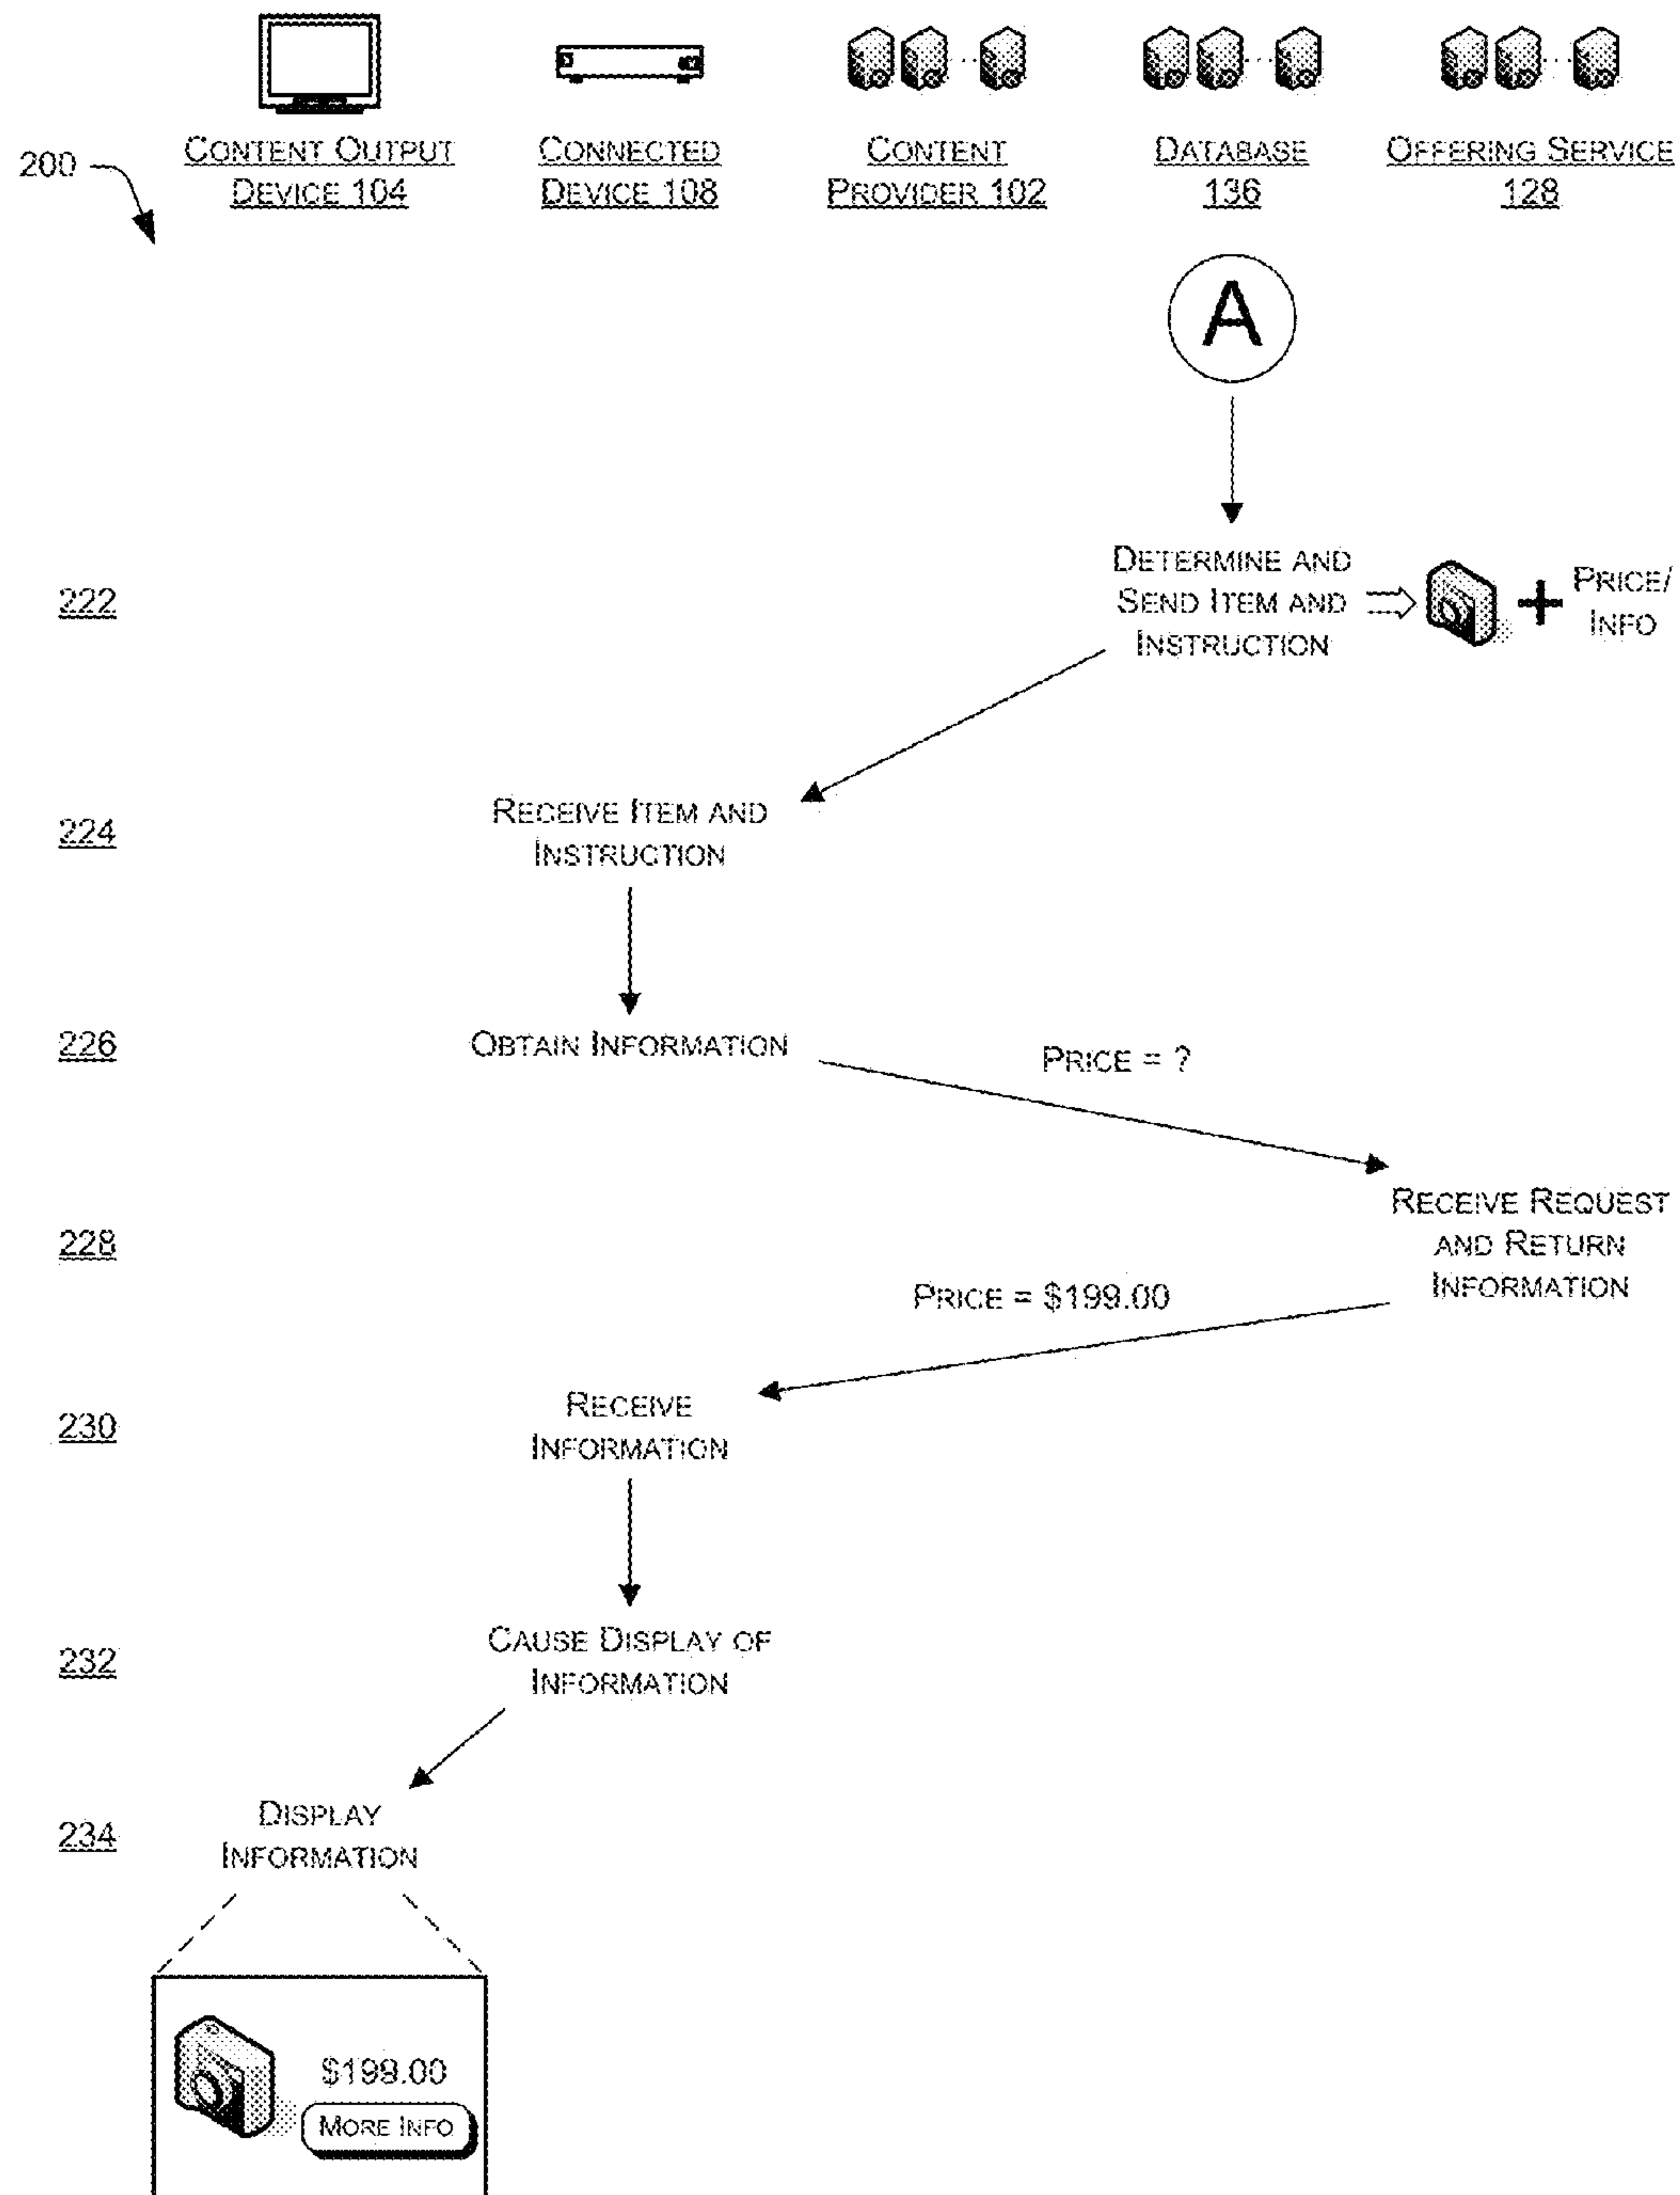 200
CONTENT OUTPUT
DEVICE 104
CONNECTED
DEVICE 108
CONTENT
PROVIDER 102
DATABASE
136
OFFERING SERVICE
128
A
222
DETERMINE AND
SEND ITEM AND
INSTRUCTION
PRICE/
INFO
224
RECEIVE ITEM AND
INSTRUCTION
226
OBTAIN INFORMATION
PRICE = ?
228
RECEIVE REQUEST
AND RETURN
INFORMATION
PRICE = $199.00
230
RECEIVE
INFORMATION
232
CAUSE DISPLAY OF
INFORMATION
234
DISPLAY
INFORMATION
$199.00
MORE INFO